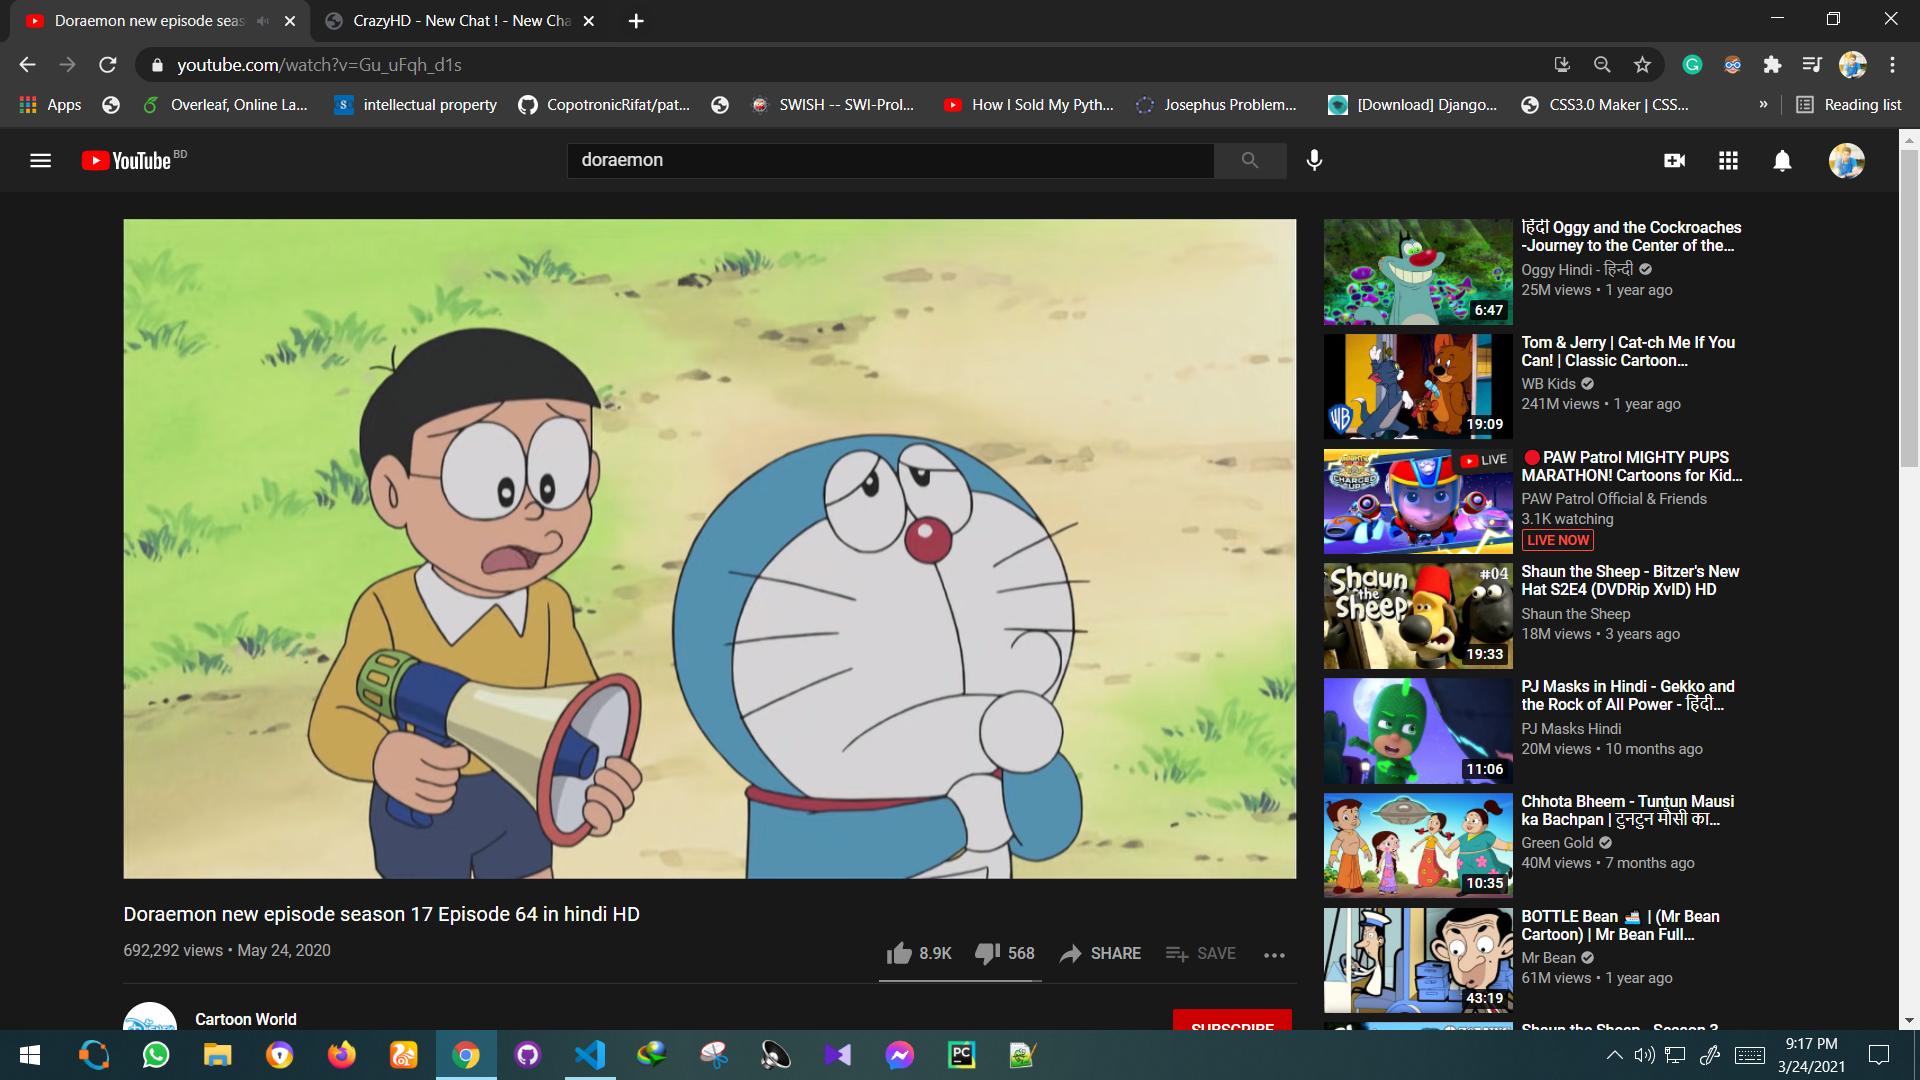 Doraemon new episode seas
CrazyHD - New Chat ! - New Cha
youtube.com/watch?v=Gu_uFqh_d1s
Apps
Overleaf, Online La...
intellectual property
CopotronicRifat/pat...
SWISH -- SWI-Prol...
How I Sold My Pyth...
Josephus Problem...
[Download] Django...
CSS3.0 Maker | CSS...
»
Reading list
YouTube BD
doraemon
हिंदी Oggy and the Cockroaches
-Journey to the Center of the...
Oggy Hindi - हिन्दी
25M views • 1 year ago
6:47
Tom & Jerry | Cat-ch Me If You
Can! | Classic Cartoon...
WB Kids
241M views • 1 year ago
WB
19:09
PAW Patrol MIGHTY PUPS
MARATHON! Cartoons for Kid...
PAW Patrol Official & Friends
3.1K watching
LIVE NOW
LIVE
CHARGED UP
Shaun the Sheep - Bitzer's New
Hat S2E4 (DVDRip XviD) HD
Shaun the Sheep
18M views • 3 years ago
Shaun
the
Sheep
#04
19:33
PJ Masks in Hindi - Gekko and
the Rock of All Power - हिंदी...
PJ Masks Hindi
20M views • 10 months ago
11:06
Chhota Bheem - Tuntun Mausi
ka Bachpan | टुनटुन मौसी का...
Green Gold
40M views • 7 months ago
10:35
BOTTLE Bean 🚢 | (Mr Bean
Cartoon) | Mr Bean Full...
Mr Bean
61M views • 1 year ago
43:19
Shaun the Sheep - Season 3
Doraemon new episode season 17 Episode 64 in hindi HD
692,292 views • May 24, 2020
8.9K
568
SHARE
SAVE
Cartoon World
SUBSCRIBE
PC
9:17 PM
3/24/2021